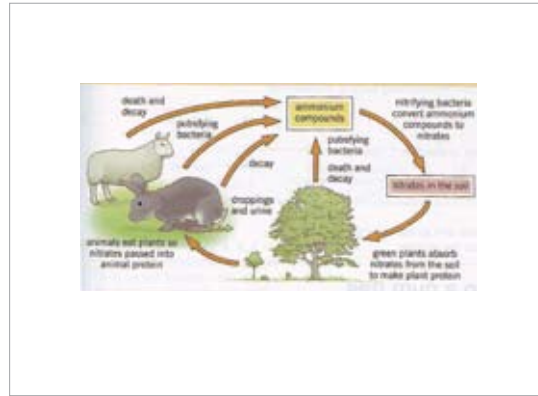 death and
decay
putrefying
bacteria
decay
droppings
and urine
animals eat plants so
nitrates passed into
animal protein
ammonium
compounds
putrefying
bacteria
death and
decay
nitrifying bacteria
convert ammonium
compounds to
nitrates
nitrates in the soil
green plants absorb
nitrates from the soil
to make plant protein